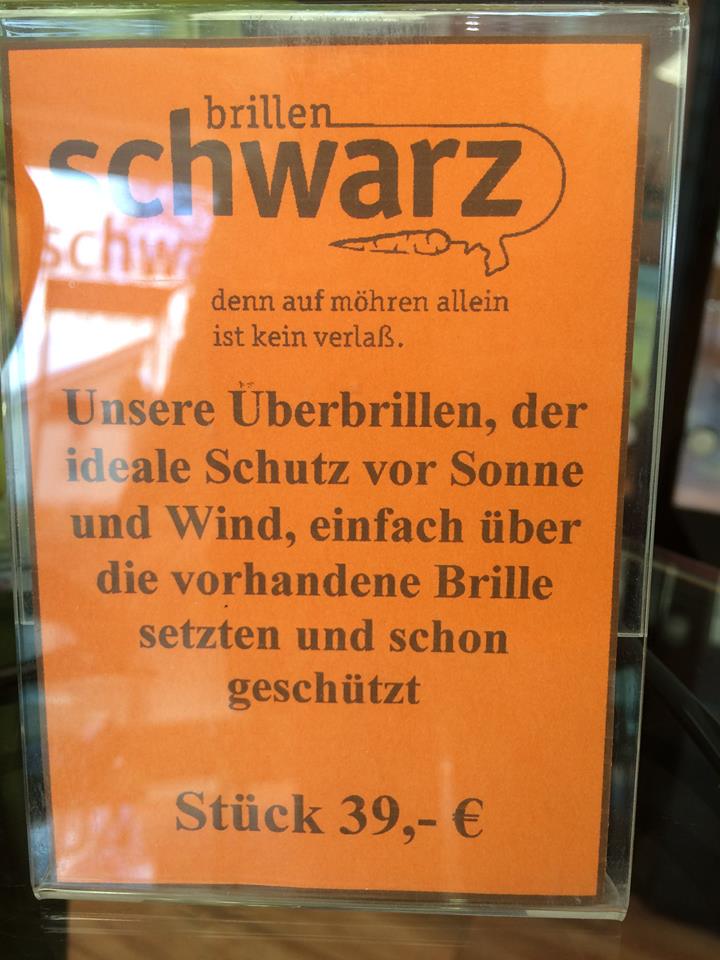 brillen
schwarz
denn auf möhren allein
ist kein verlaß.
Unsere Überbrillen, der
ideale Schutz vor Sonne
und Wind, einfach über
die vorhandene Brille
setzten und schon
geschützt
Stück 39,- €